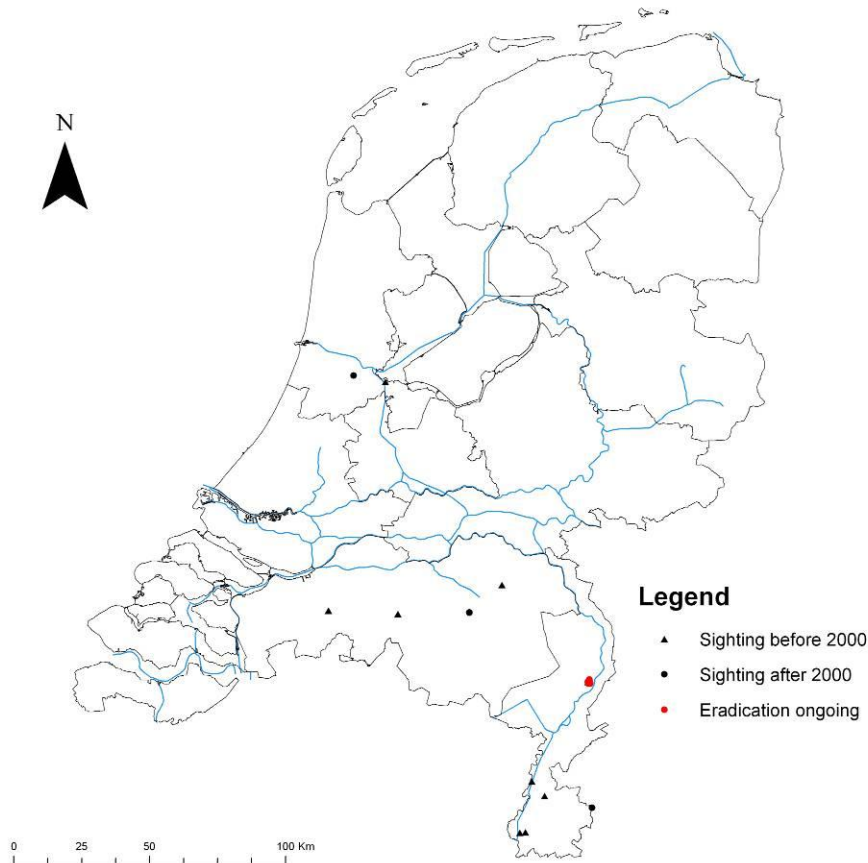 N
Legend
Sighting before 2000
Sighting after 2000
Eradication ongoing
0 25 50 100 Km